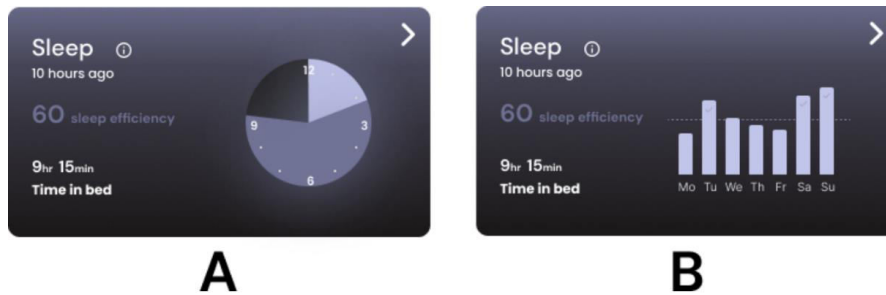 Sleep
10 hours ago
60 sleep efficiency
9hr 15min
Time in bed
12
3
6
9
A
Sleep
10 hours ago
60 sleep efficiency
9hr 15min
Time in bed
Mo Tu We Th Fr Sa Su
B